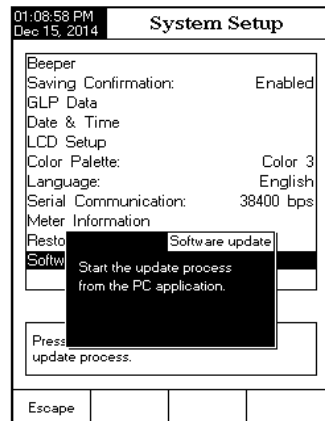 01:08:58 PM
Dec 15, 2014
System Setup
Beeper
Saving Confirmation: Enabled
GLP Data
Date & Time
LCD Setup
Color Palette: Color 3
Language: English
Serial Communication: 38400 bps
Meter Information
Resto
Softw
Software update
Start the update process
from the PC application.
Press
update process.
Escape